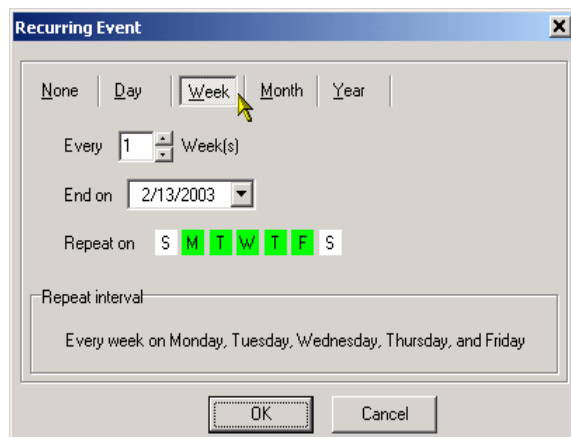 Recurring Event
None Day Week Month Year
Every 1 Week(s)
End on 2/13/2003
Repeat on S M T W T F S
Repeat interval
Every week on Monday, Tuesday, Wednesday, Thursday, and Friday
OK Cancel